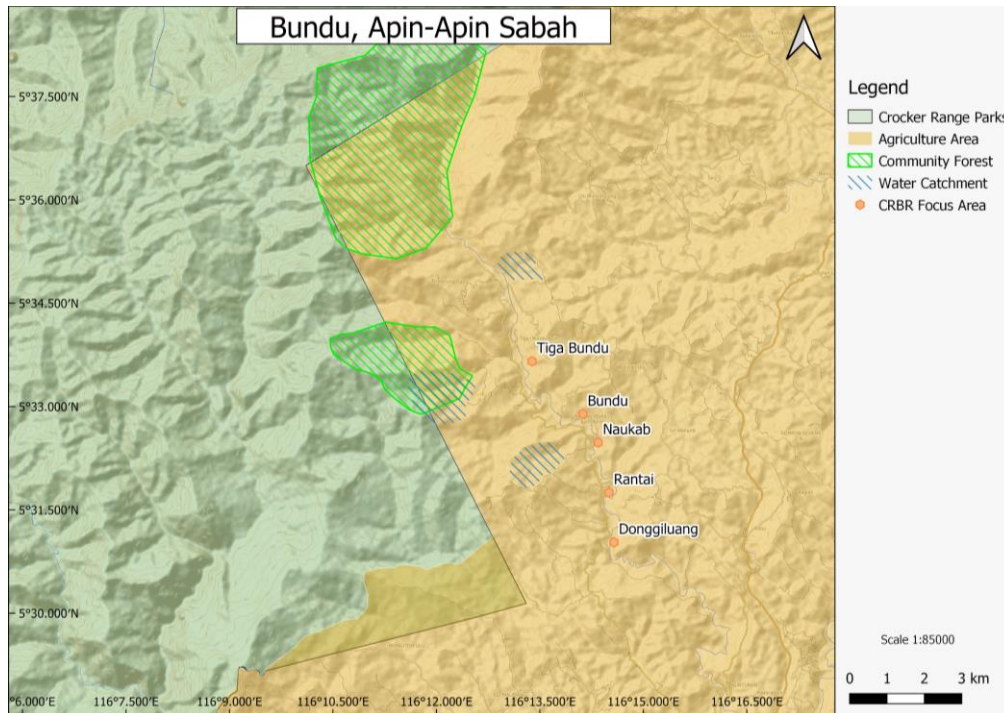 Bundu, Apin-Apin Sabah
Legend
Crocker Range Parks
Agriculture Area
Community Forest
Water Catchment
CRBR Focus Area
5°37.500'N
5°36.000'N
5°34.500'N
5°33.000'N
5°31.500'N
5°30.000'N
Tiga Bundu
Bundu
Naukab
Rantai
Donggiluang
°6.000'E
116°7.500'E
116°9.000'E
116°10.500'E
116°12.000'E
116°13.500'E
116°15.000'E
116°16.500'E
Scale 1:85000
0 1 2 3 km